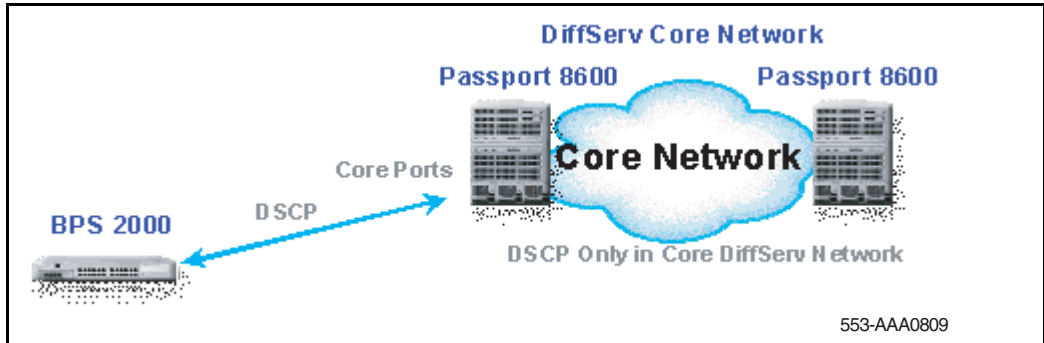 DiffServ Core Network
Passport 8600
Passport 8600
Core Network
Core Ports
DSCP
BPS 2000
DSCP Only in Core DiffServ Network
553-AAA0809